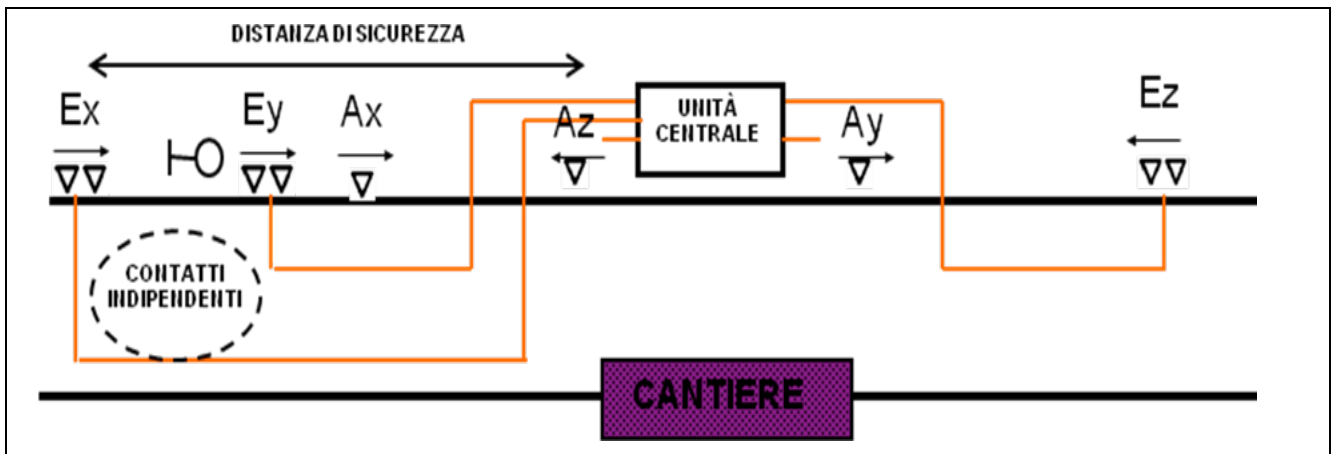 DISTANZA DI SICUREZZA
Ex
Ey
Ax
Az
UNITÀ
CENTRALE
Ay
Ez
CONTATTI
INDIPENDENTI
CANTIERE